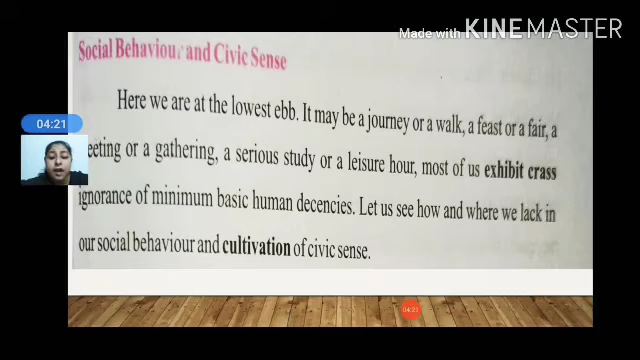 Made with KINEMASTER
Social Behaviour and Civic Sense
Here we are at the lowest ebb. It may be a journey or a walk, a feast or a fair, a
04:21
eeting or a gathering, a serious study or a leisure hour, most of us exhibit crass
ignorance of minimum basic human decencies. Let us see how and where we lack in
our social behaviour and cultivation of civic sense.
04:21